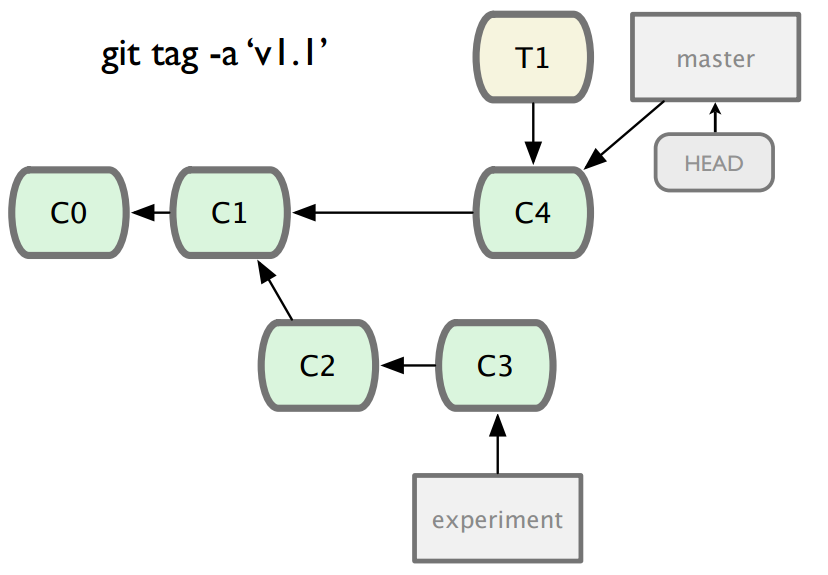 git tag -a ‘v1.1’
T1
master
HEAD
C0
C1
C4
C2
C3
experiment